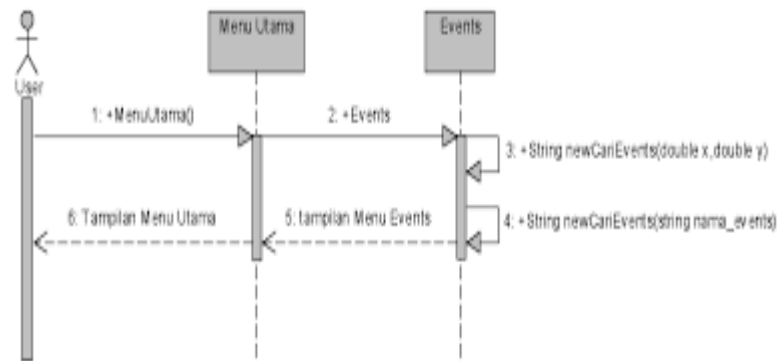 Menu Utama
Events
User
1: +MenuUtama()
2: +Events
3: +String newCariEvents(double x,double y)
6: Tampilan Menu Utama
5: tampilan Menu Events
4: +String newCariEvents(string nama_events)